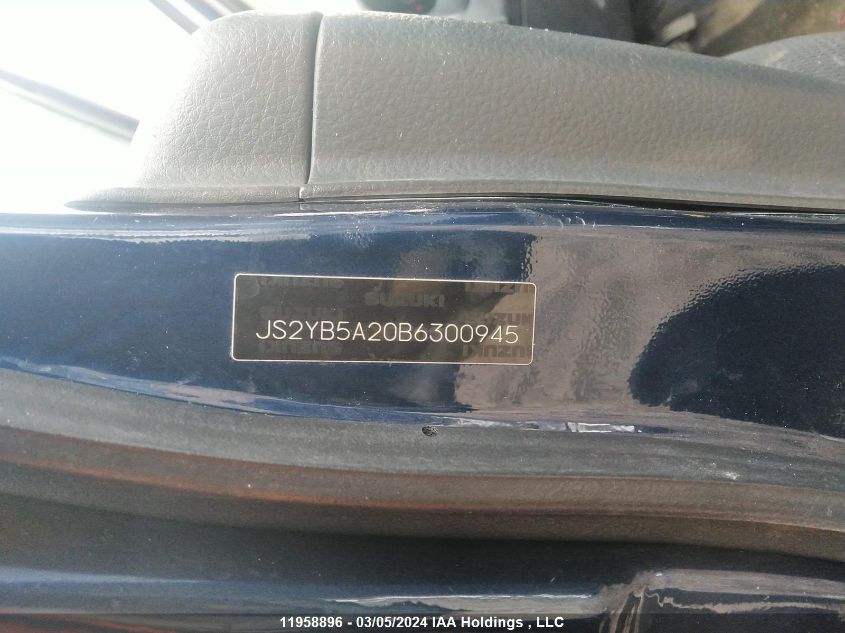 SUZUKI
JS2YB5A20B6300945
11958896 - 03/05/2024 IAA Holdings , LLC